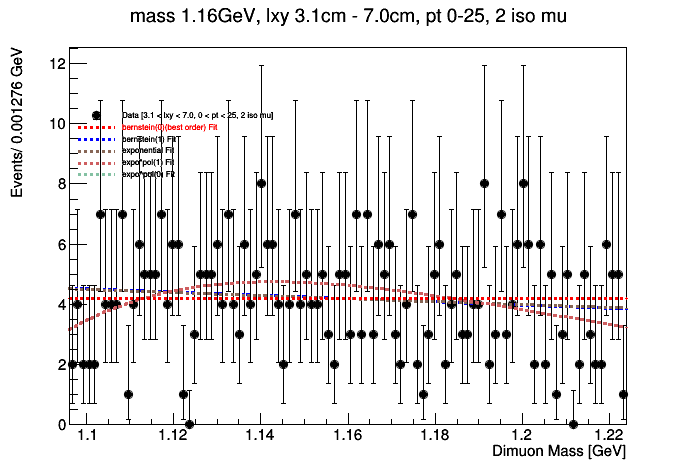 mass 1.16GeV, lxy 3.1cm - 7.0cm, pt 0-25, 2 iso mu
Events/ 0.001276 GeV
12
10
8
6
4
2
0
Data [3.1 < lxy < 7.0, 0 < pt < 25, 2 iso mu]
bernstein(0)(best order) Fit
bernstein(1) Fit
exponential Fit
expo*pol(1) Fit
expo*pol(0) Fit
1.1 1.12 1.14 1.16 1.18 1.2 1.22
Dimuon Mass [GeV]